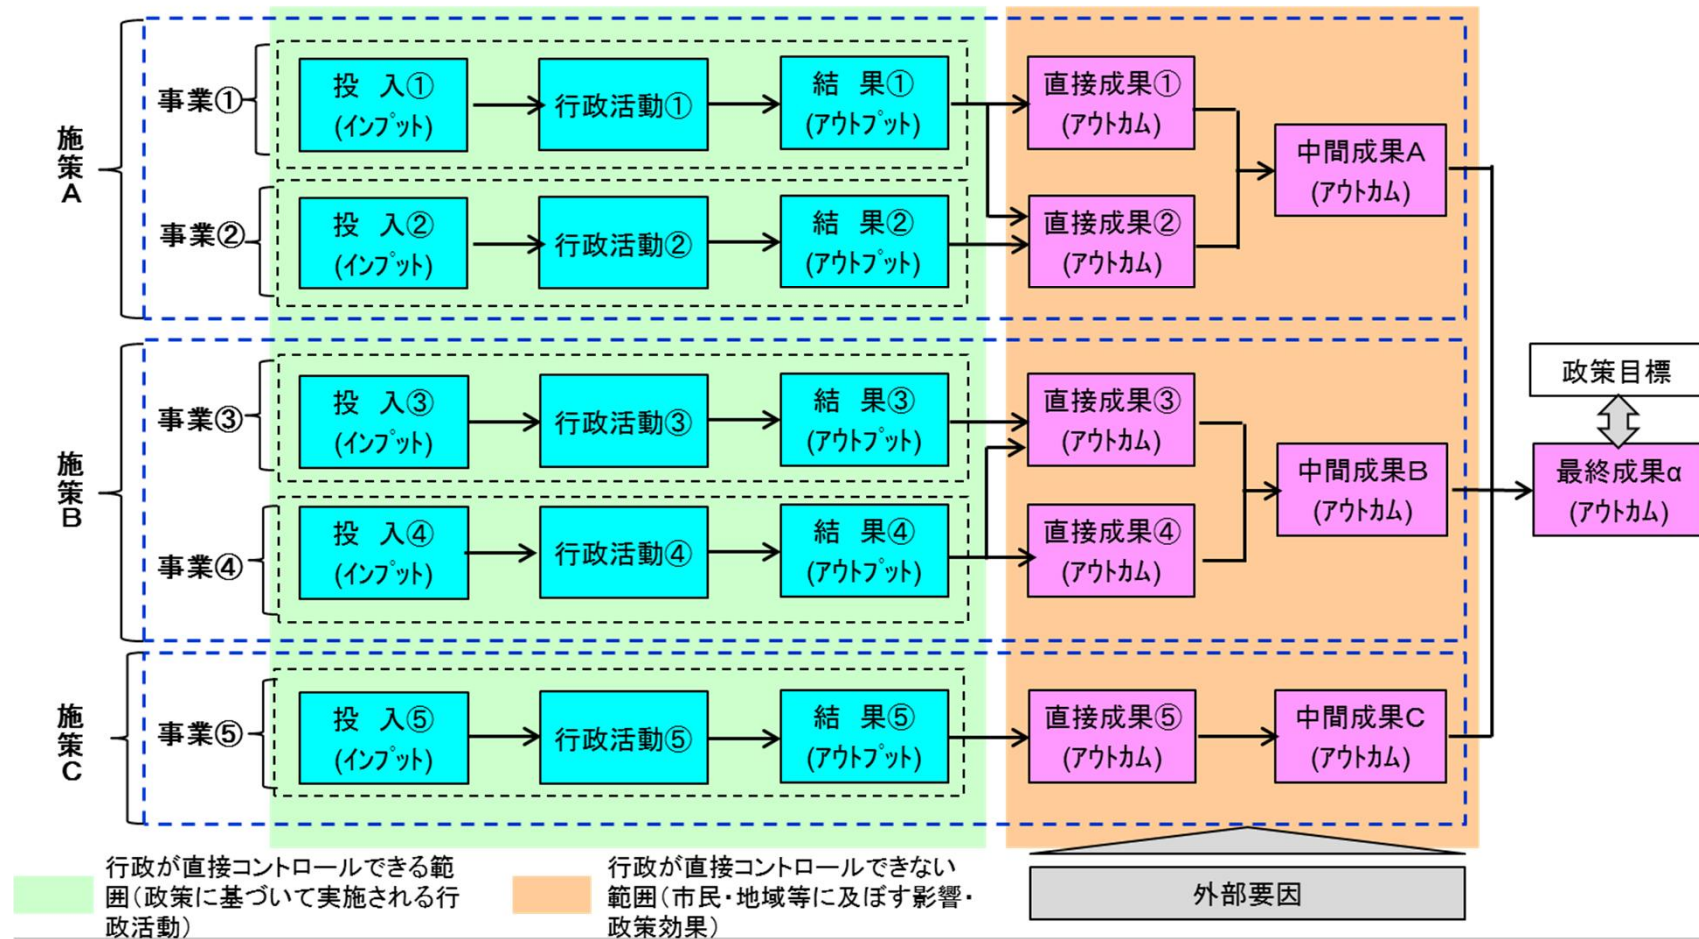 施策A
事業①
投　入①
(ｲﾝﾌﾟｯﾄ)
行政活動①
結　果①
(ｱｳﾄﾌﾟｯﾄ)
直接成果①
(ｱｳﾄｶﾑ)
中間成果A
(ｱｳﾄｶﾑ)
事業②
投　入②
(ｲﾝﾌﾟｯﾄ)
行政活動②
結　果②
(ｱｳﾄﾌﾟｯﾄ)
直接成果②
(ｱｳﾄｶﾑ)
施策B
事業③
投　入③
(ｲﾝﾌﾟｯﾄ)
行政活動③
結　果③
(ｱｳﾄﾌﾟｯﾄ)
直接成果③
(ｱｳﾄｶﾑ)
中間成果B
(ｱｳﾄｶﾑ)
事業④
投　入④
(ｲﾝﾌﾟｯﾄ)
行政活動④
結　果④
(ｱｳﾄﾌﾟｯﾄ)
直接成果④
(ｱｳﾄｶﾑ)
政策目標
最終成果α
(ｱｳﾄｶﾑ)
施策C
事業⑤
投　入⑤
(ｲﾝﾌﾟｯﾄ)
行政活動⑤
結　果⑤
(ｱｳﾄﾌﾟｯﾄ)
直接成果⑤
(ｱｳﾄｶﾑ)
中間成果C
(ｱｳﾄｶﾑ)
行政が直接コントロールできる範
囲(政策に基づいて実施される行
政活動)
行政が直接コントロールできない
範囲(市民・地域等に及ぼす影響・
政策効果)
外部要因